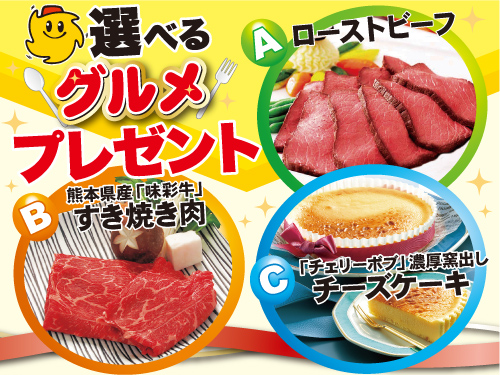 選べる
グルメ
プレゼント
A ローストビーフ
B
熊本県産「味彩牛」
すき焼き肉
C
「チェリーボブ」濃厚窯出し
チーズケーキ